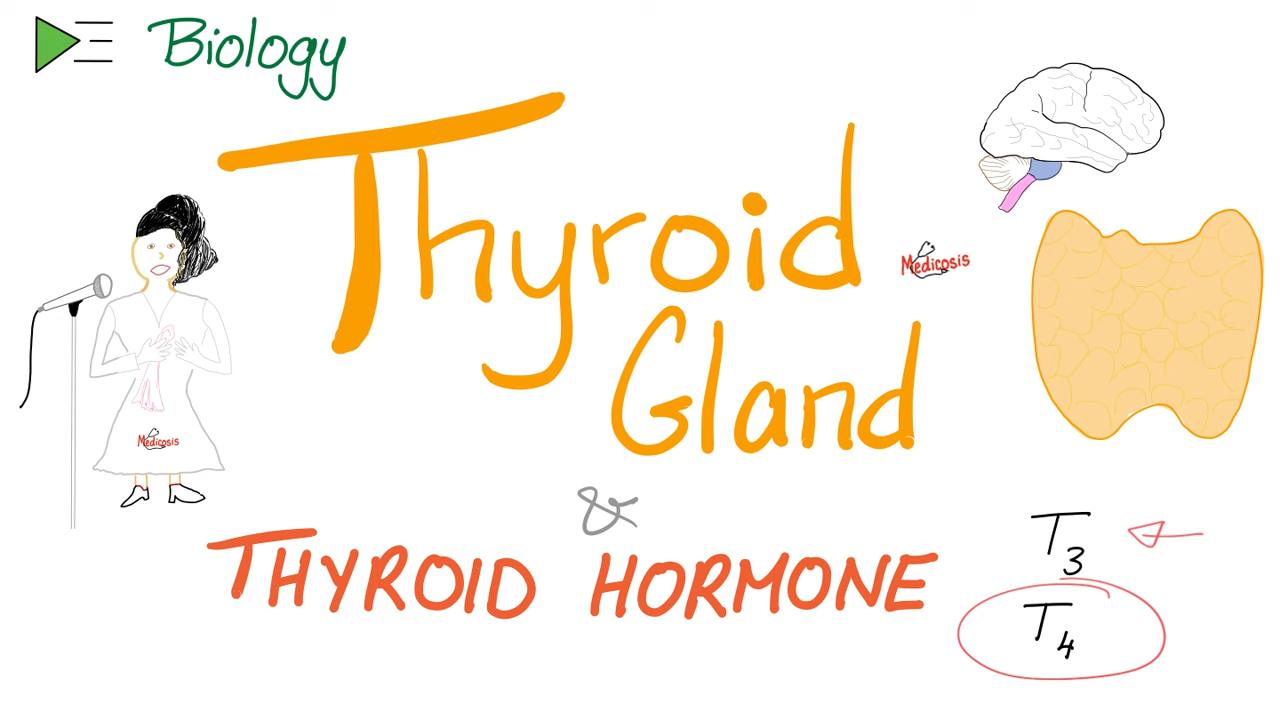 Biology
Thyroid
Medicosis
Gland
Medicosis
&
THYROID HORMONE
T3
T4